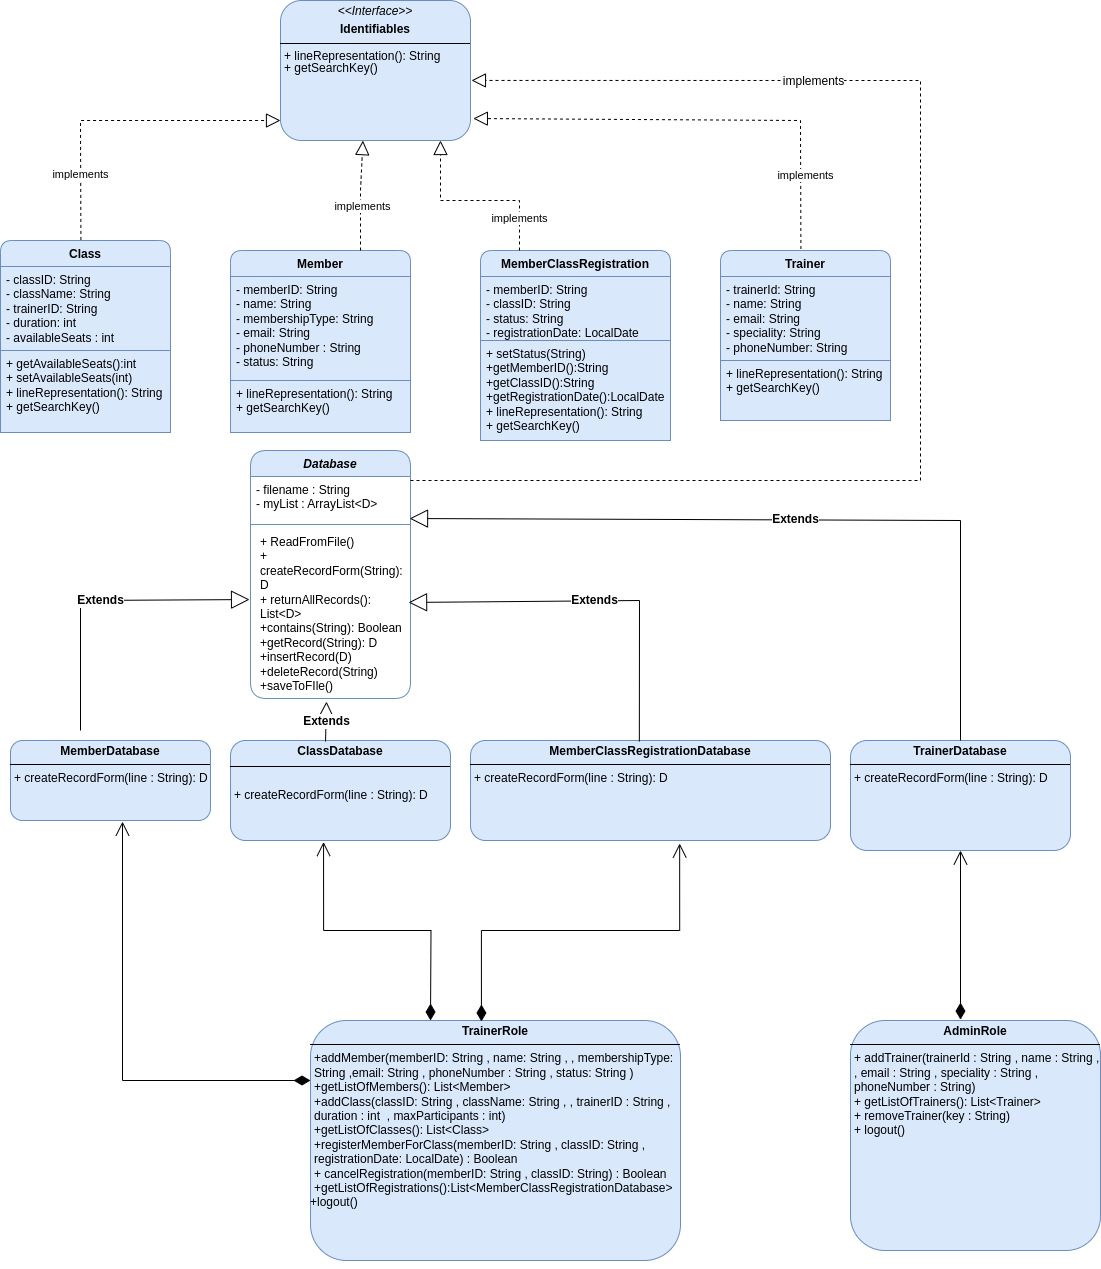 <<Interface>>
Identifiables
+ lineRepresentation(): String
+ getSearchKey()
implements
implements
implements
implements
implements
Class
- classID: String
- className: String
- trainerID: String
- duration: int
- availableSeats : int
+ getAvailableSeats():int
+ setAvailableSeats(int)
+ lineRepresentation(): String
+ getSearchKey()
Member
- memberID: String
- name: String
- membershipType: String
- email: String
- phoneNumber : String
- status: String
+ lineRepresentation(): String
+ getSearchKey()
MemberClassRegistration
- memberID: String
- classID: String
- status: String
- registrationDate: LocalDate
+ setStatus(String)
+getMemberID():String
+getClassID():String
+getRegistrationDate():LocalDate
+ lineRepresentation(): String
+ getSearchKey()
Trainer
- trainerId: String
- name: String
- email: String
- speciality: String
- phoneNumber: String
+ lineRepresentation(): String
+ getSearchKey()
Database
- filename : String
- myList : ArrayList<D>
+ ReadFromFile()
+
createRecordForm(String):
D
+ returnAllRecords():
List<D>
+contains(String): Boolean
+getRecord(String): D
+insertRecord(D)
+deleteRecord(String)
+saveToFIle()
Extends
Extends
Extends
Extends
MemberDatabase
+ createRecordForm(line : String): D
ClassDatabase
+ createRecordForm(line : String): D
MemberClassRegistrationDatabase
+ createRecordForm(line : String): D
TrainerDatabase
+ createRecordForm(line : String): D
TrainerRole
+addMember(memberID: String , name: String , , membershipType:
String ,email: String , phoneNumber : String , status: String )
+getListOfMembers(): List<Member>
+addClass(classID: String , className: String , , trainerID : String ,
duration : int , maxParticipants : int)
+getListOfClasses(): List<Class>
+registerMemberForClass(memberID: String , classID: String ,
registrationDate: LocalDate) : Boolean
+ cancelRegistration(memberID: String , classID: String) : Boolean
+getListOfRegistrations():List<MemberClassRegistrationDatabase>
+logout()
AdminRole
+ addTrainer(trainerId : String , name : String ,
, email : String , speciality : String ,
phoneNumber : String)
+ getListOfTrainers(): List<Trainer>
+ removeTrainer(key : String)
+ logout()